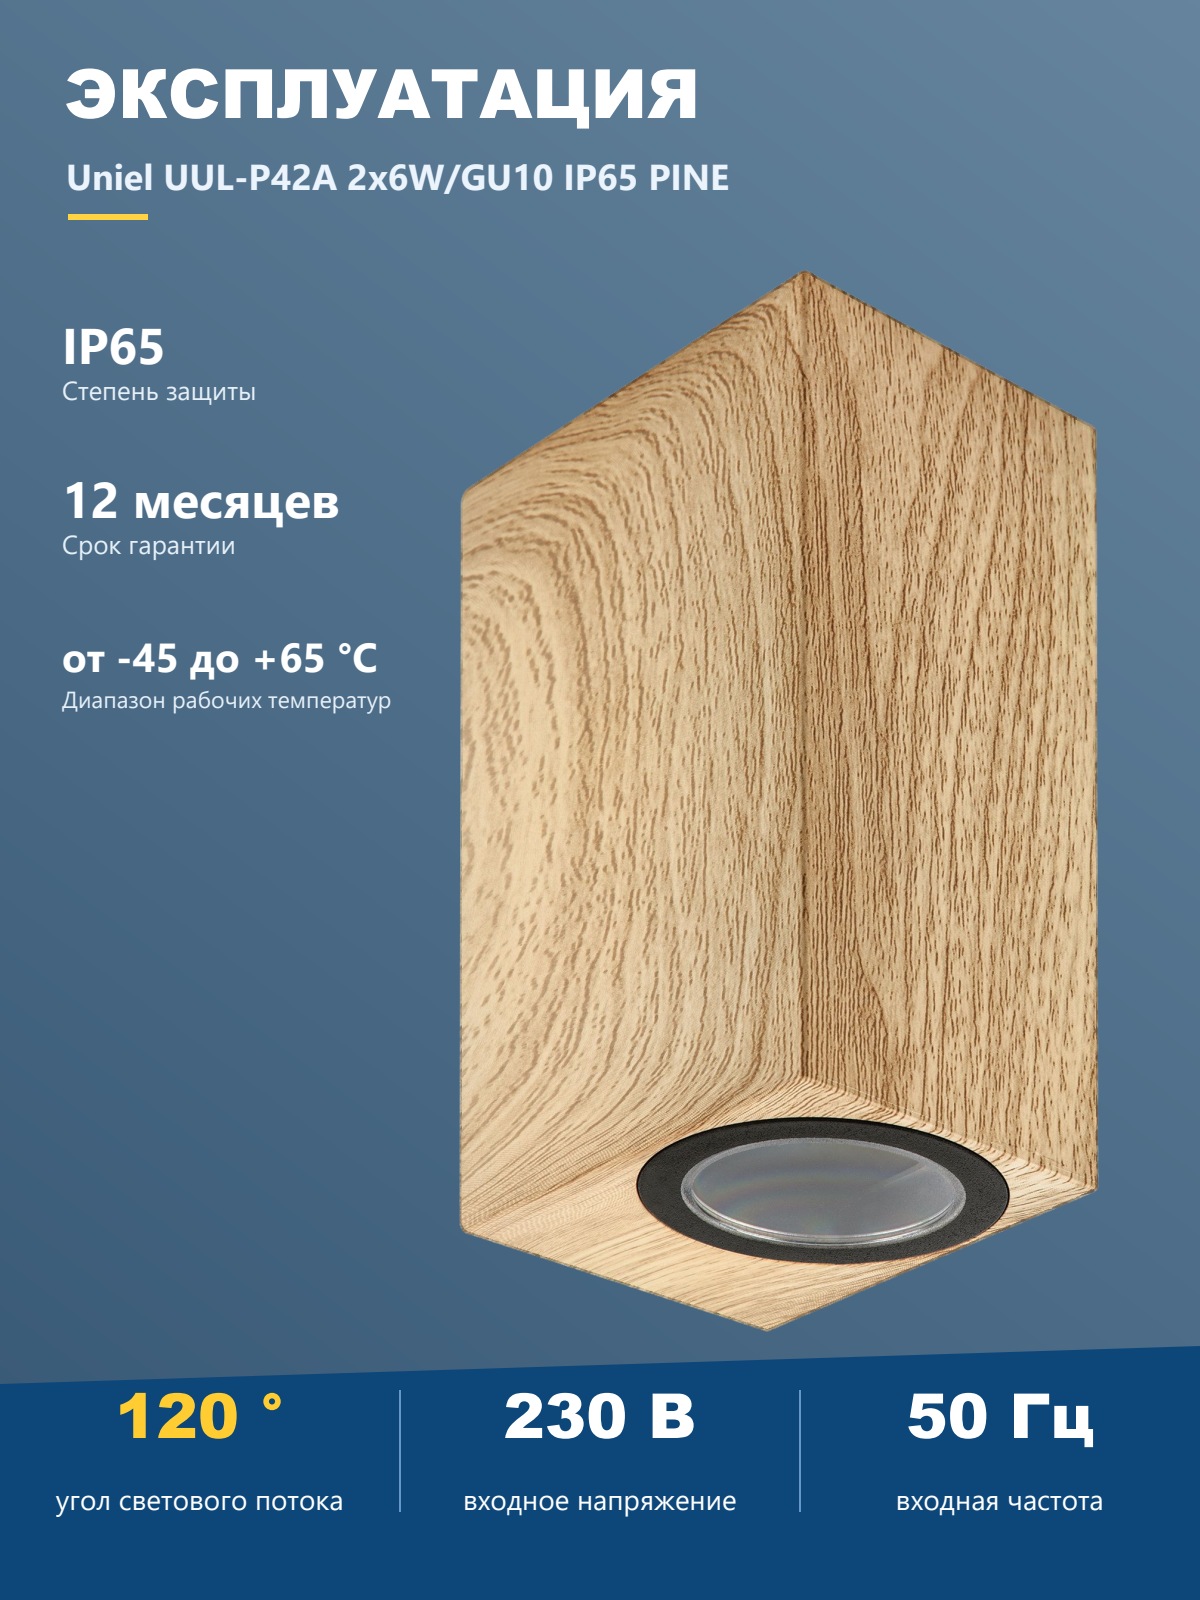 ЭКСПЛУАТАЦИЯ
Uniel UUL-P42A 2x6W/GU10 IP65 PINE
IP65
Степень защиты
12 месяцев
Срок гарантии
от -45 до +65 °C
Диапазон рабочих температур
120 °
угол светового потока
230 В
входное напряжение
50 Гц
входная частота